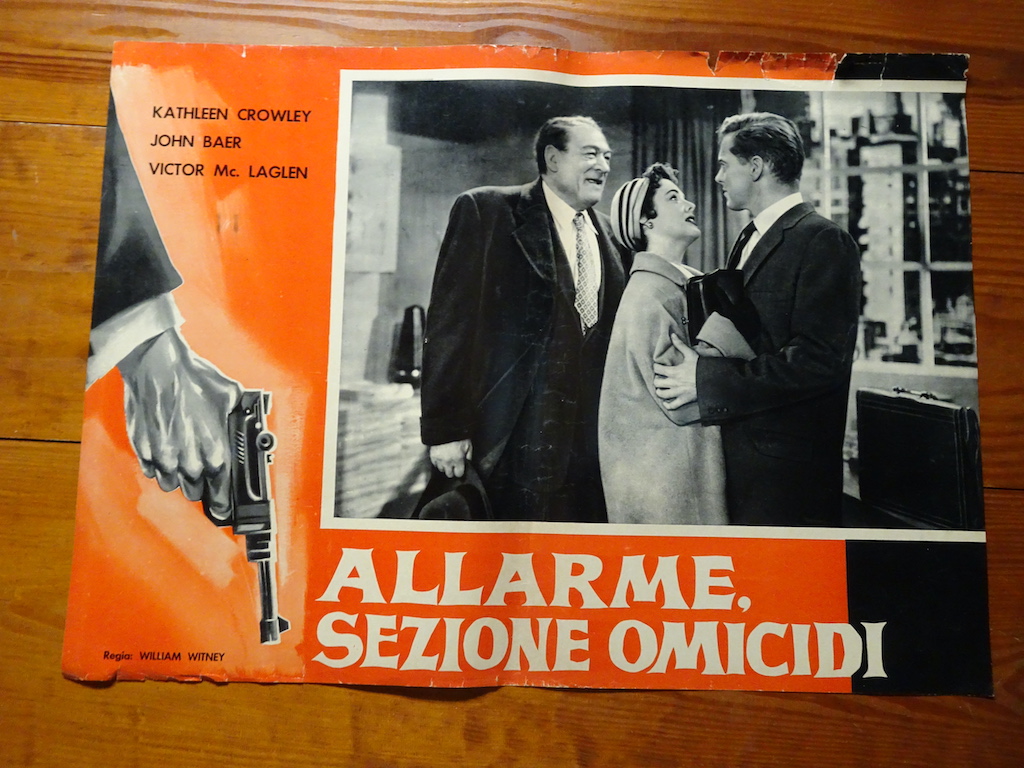 KATHLEEN CROWLEY
JOHN BAER
VICTOR Mc. LAGLEN
ALLARME,
SEZIONE OMICIDI
Regia: WILLIAM WITNEY